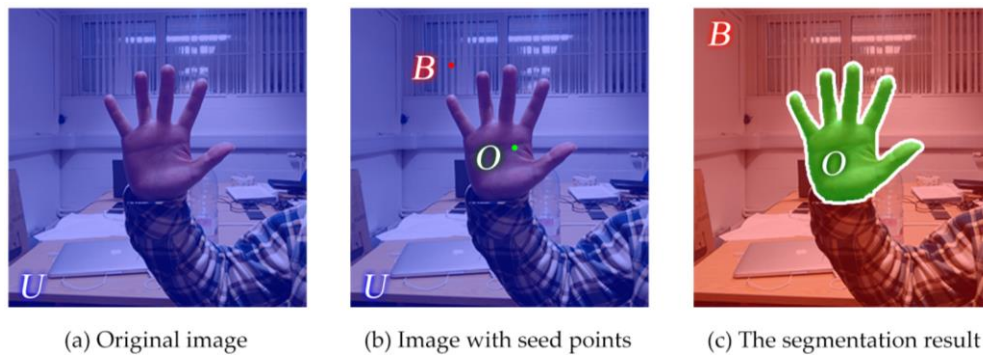 B
B
O
O
U
U
(a) Original image
(b) Image with seed points
(c) The segmentation result